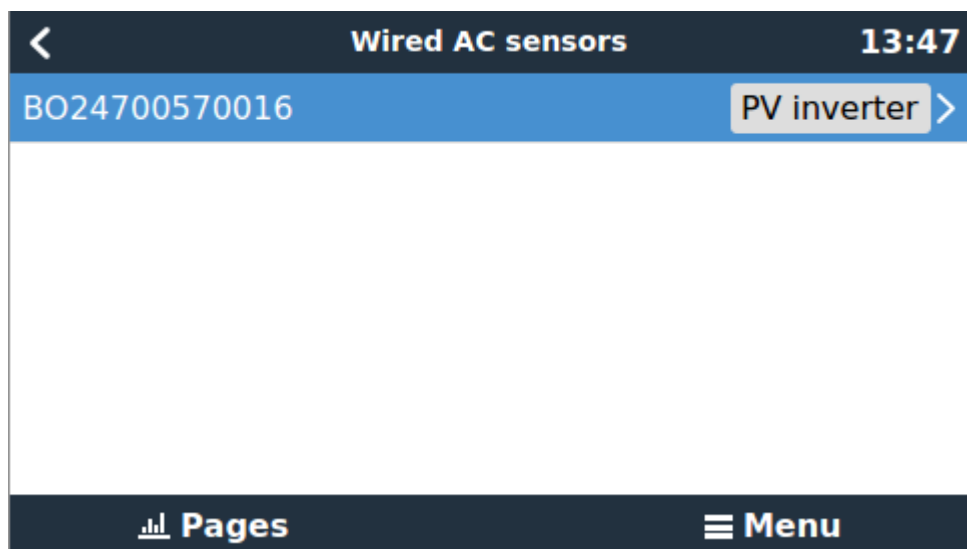 Wired AC sensors 13:47
BO24700570016 PV inverter
Pages Menu